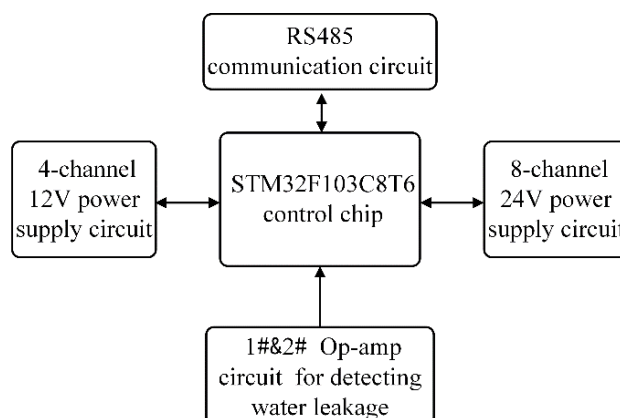 RS485
communication circuit
4-channel
12V power
supply circuit
STM32F103C8T6
control chip
8-channel
24V power
supply circuit
1#&2# Op-amp
circuit for detecting
water leakage